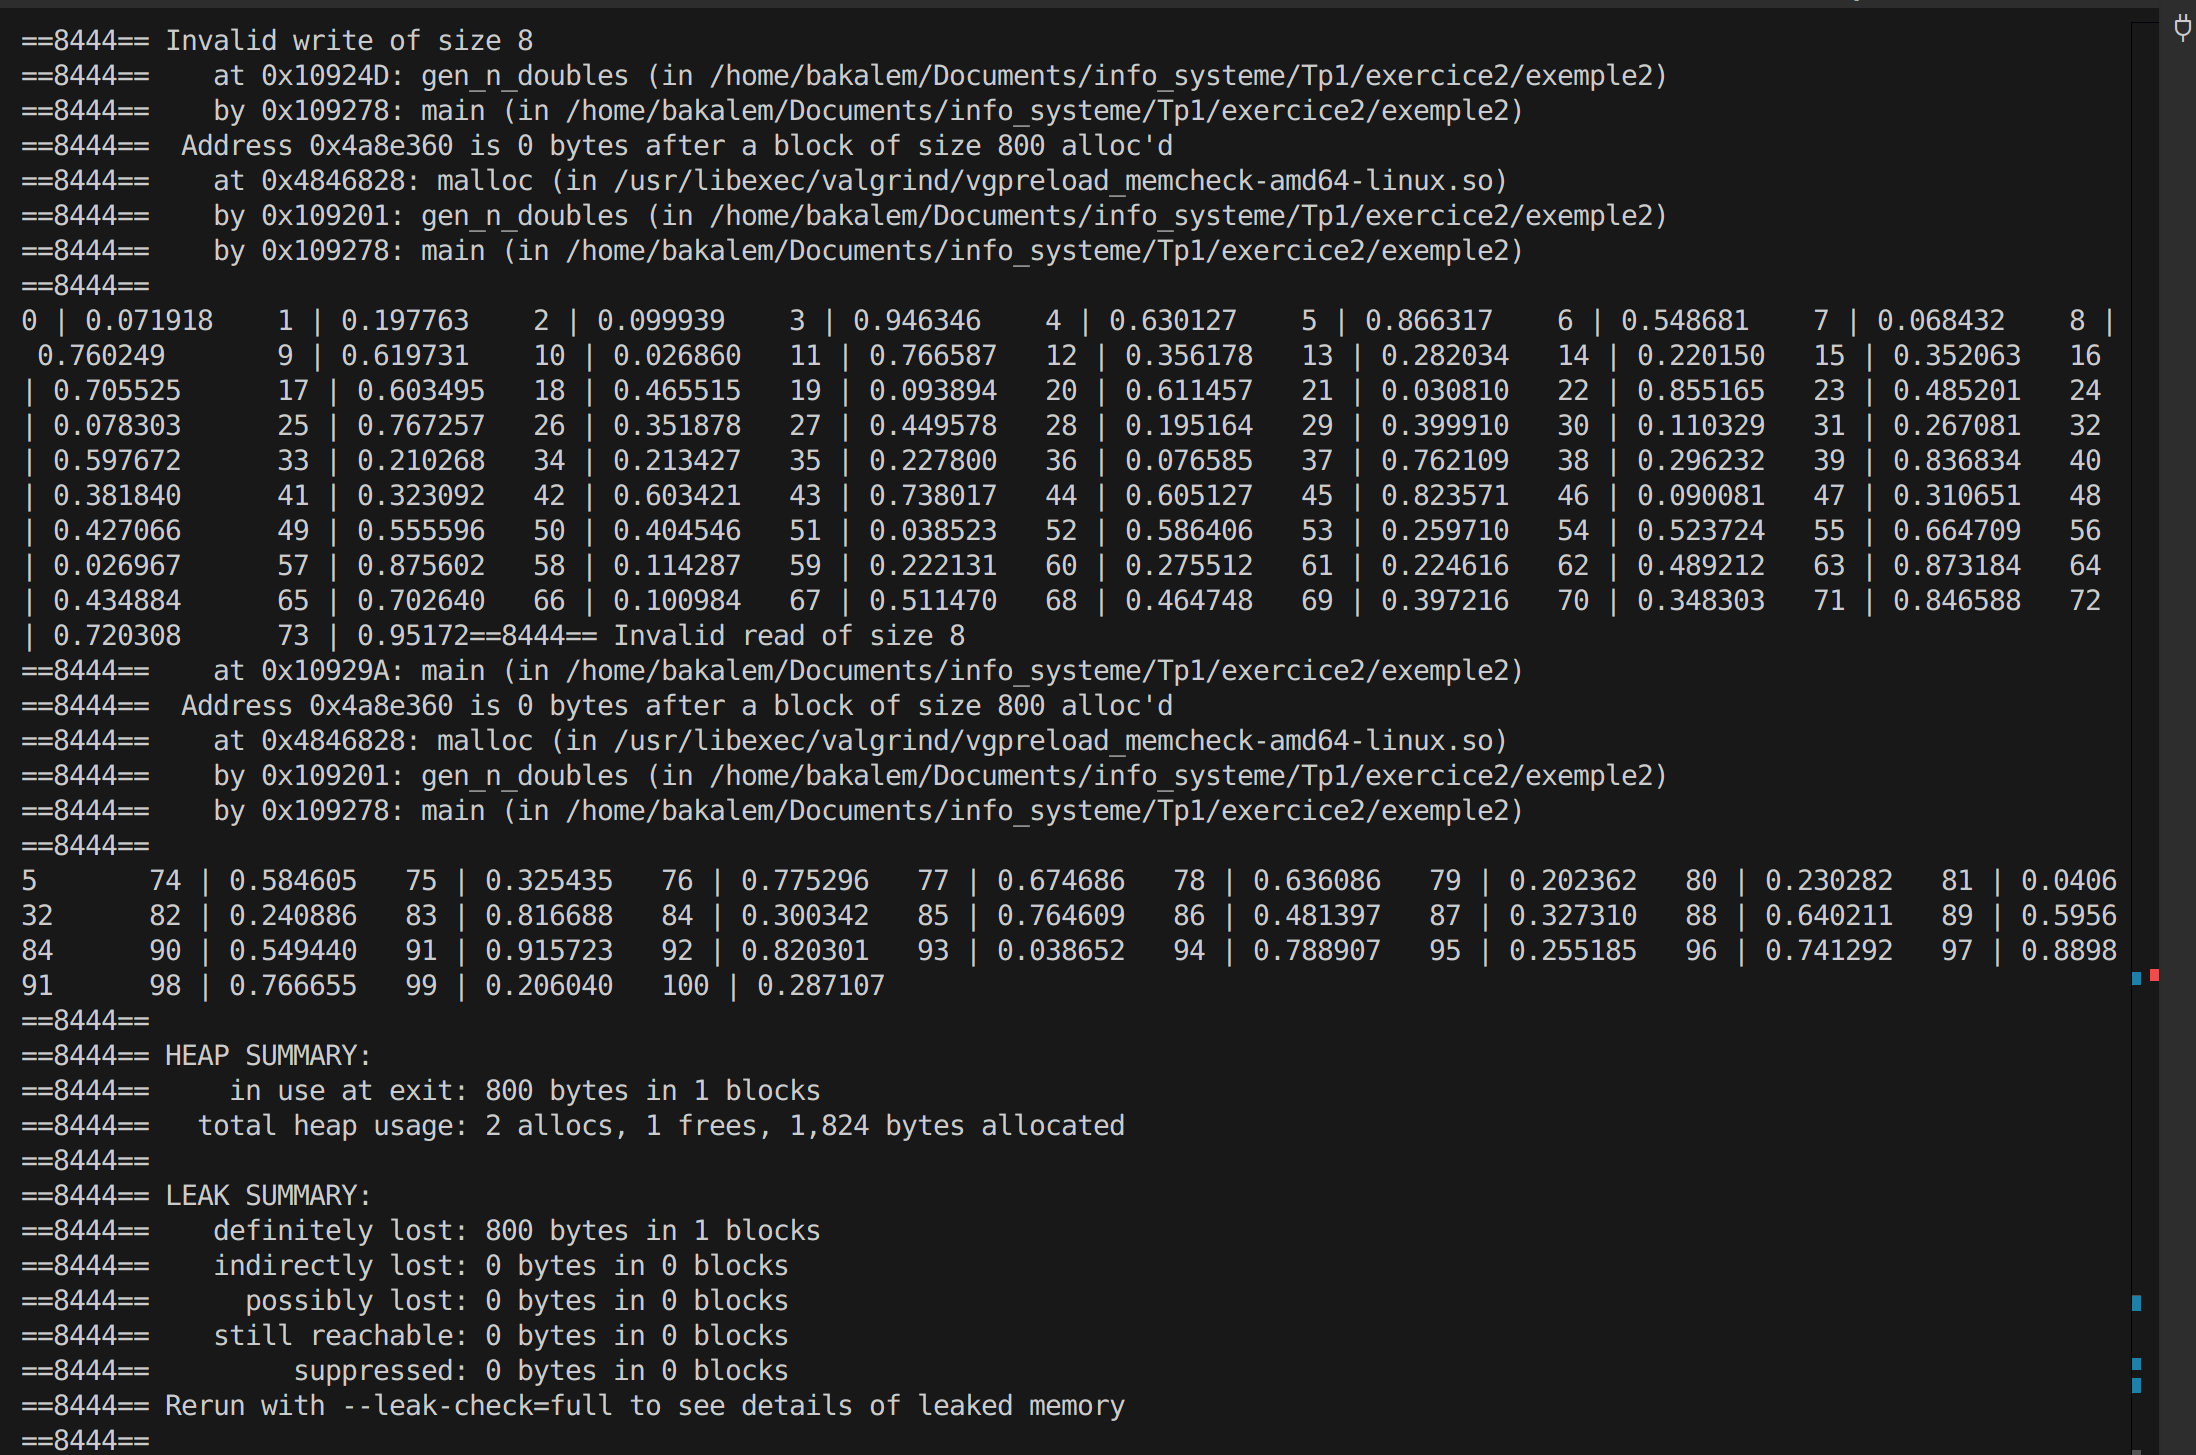 ==8444== Invalid write of size 8
==8444==    at 0x10924D: gen_n_doubles (in /home/bakalem/Documents/info_systeme/Tp1/exercice2/exemple2)
==8444==    by 0x109278: main (in /home/bakalem/Documents/info_systeme/Tp1/exercice2/exemple2)
==8444==  Address 0x4a8e360 is 0 bytes after a block of size 800 alloc'd
==8444==    at 0x4846828: malloc (in /usr/libexec/valgrind/vgpreload_memcheck-amd64-linux.so)
==8444==    by 0x109201: gen_n_doubles (in /home/bakalem/Documents/info_systeme/Tp1/exercice2/exemple2)
==8444==    by 0x109278: main (in /home/bakalem/Documents/info_systeme/Tp1/exercice2/exemple2)
==8444==
0 | 0.071918    1 | 0.197763    2 | 0.099939    3 | 0.946346    4 | 0.630127    5 | 0.866317    6 | 0.548681    7 | 0.068432    8 |
 0.760249       9 | 0.619731    10 | 0.026860   11 | 0.766587   12 | 0.356178   13 | 0.282034   14 | 0.220150   15 | 0.352063   16
| 0.705525      17 | 0.603495   18 | 0.465515   19 | 0.093894   20 | 0.611457   21 | 0.030810   22 | 0.855165   23 | 0.485201   24
| 0.078303      25 | 0.767257   26 | 0.351878   27 | 0.449578   28 | 0.195164   29 | 0.399910   30 | 0.110329   31 | 0.267081   32
| 0.597672      33 | 0.210268   34 | 0.213427   35 | 0.227800   36 | 0.076585   37 | 0.762109   38 | 0.296232   39 | 0.836834   40
| 0.381840      41 | 0.323092   42 | 0.603421   43 | 0.738017   44 | 0.605127   45 | 0.823571   46 | 0.090081   47 | 0.310651   48
| 0.427066      49 | 0.555596   50 | 0.404546   51 | 0.038523   52 | 0.586406   53 | 0.259710   54 | 0.523724   55 | 0.664709   56
| 0.026967      57 | 0.875602   58 | 0.114287   59 | 0.222131   60 | 0.275512   61 | 0.224616   62 | 0.489212   63 | 0.873184   64
| 0.434884      65 | 0.702640   66 | 0.100984   67 | 0.511470   68 | 0.464748   69 | 0.397216   70 | 0.348303   71 | 0.846588   72
| 0.720308      73 | 0.95172==8444== Invalid read of size 8
==8444==    at 0x10929A: main (in /home/bakalem/Documents/info_systeme/Tp1/exercice2/exemple2)
==8444==  Address 0x4a8e360 is 0 bytes after a block of size 800 alloc'd
==8444==    at 0x4846828: malloc (in /usr/libexec/valgrind/vgpreload_memcheck-amd64-linux.so)
==8444==    by 0x109201: gen_n_doubles (in /home/bakalem/Documents/info_systeme/Tp1/exercice2/exemple2)
==8444==    by 0x109278: main (in /home/bakalem/Documents/info_systeme/Tp1/exercice2/exemple2)
==8444==
5       74 | 0.584605   75 | 0.325435   76 | 0.775296   77 | 0.674686   78 | 0.636086   79 | 0.202362   80 | 0.230282   81 | 0.0406
32      82 | 0.240886   83 | 0.816688   84 | 0.300342   85 | 0.764609   86 | 0.481397   87 | 0.327310   88 | 0.640211   89 | 0.5956
84      90 | 0.549440   91 | 0.915723   92 | 0.820301   93 | 0.038652   94 | 0.788907   95 | 0.255185   96 | 0.741292   97 | 0.8898
91      98 | 0.766655   99 | 0.206040   100 | 0.287107
==8444==
==8444== HEAP SUMMARY:
==8444==     in use at exit: 800 bytes in 1 blocks
==8444==   total heap usage: 2 allocs, 1 frees, 1,824 bytes allocated
==8444==
==8444== LEAK SUMMARY:
==8444==    definitely lost: 800 bytes in 1 blocks
==8444==    indirectly lost: 0 bytes in 0 blocks
==8444==      possibly lost: 0 bytes in 0 blocks
==8444==    still reachable: 0 bytes in 0 blocks
==8444==         suppressed: 0 bytes in 0 blocks
==8444== Rerun with --leak-check=full to see details of leaked memory
==8444==